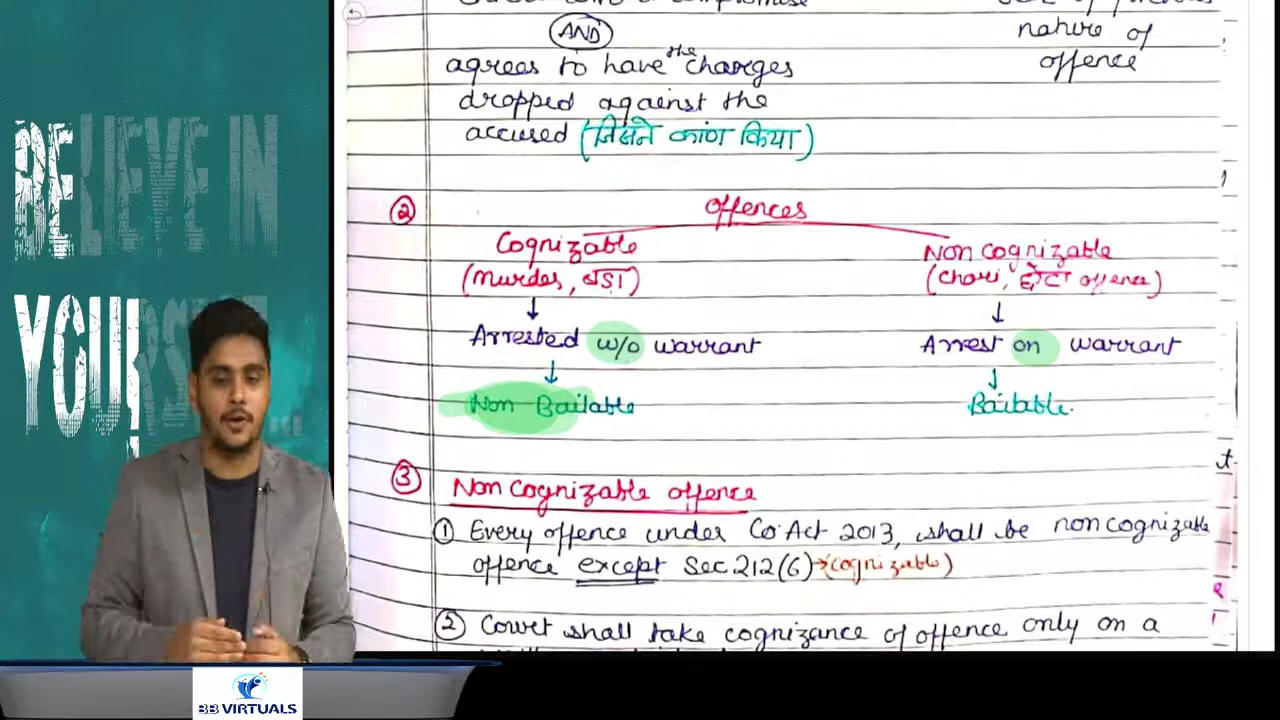 BELIEVE IN
YOURSELF
nature of
offence
AND
agrees to have the charges
dropped against the
accused (जिसने कांण किया)
② offences
Cognizable
(Murder, बड़ा)
↓
Arrested w/o warrant
↓
Non Bailable
Non Cognizable
(Chori, छोटा offence)
↓
Arrest on warrant
↓
Bailable.
③ Non Cognizable offence
① Every offence under Co. Act 2013, shall be non cognizable
offence except Sec 212(6) → (cognizable)
② Court shall take cognizance of offence only on a
t.
BB VIRTUALS